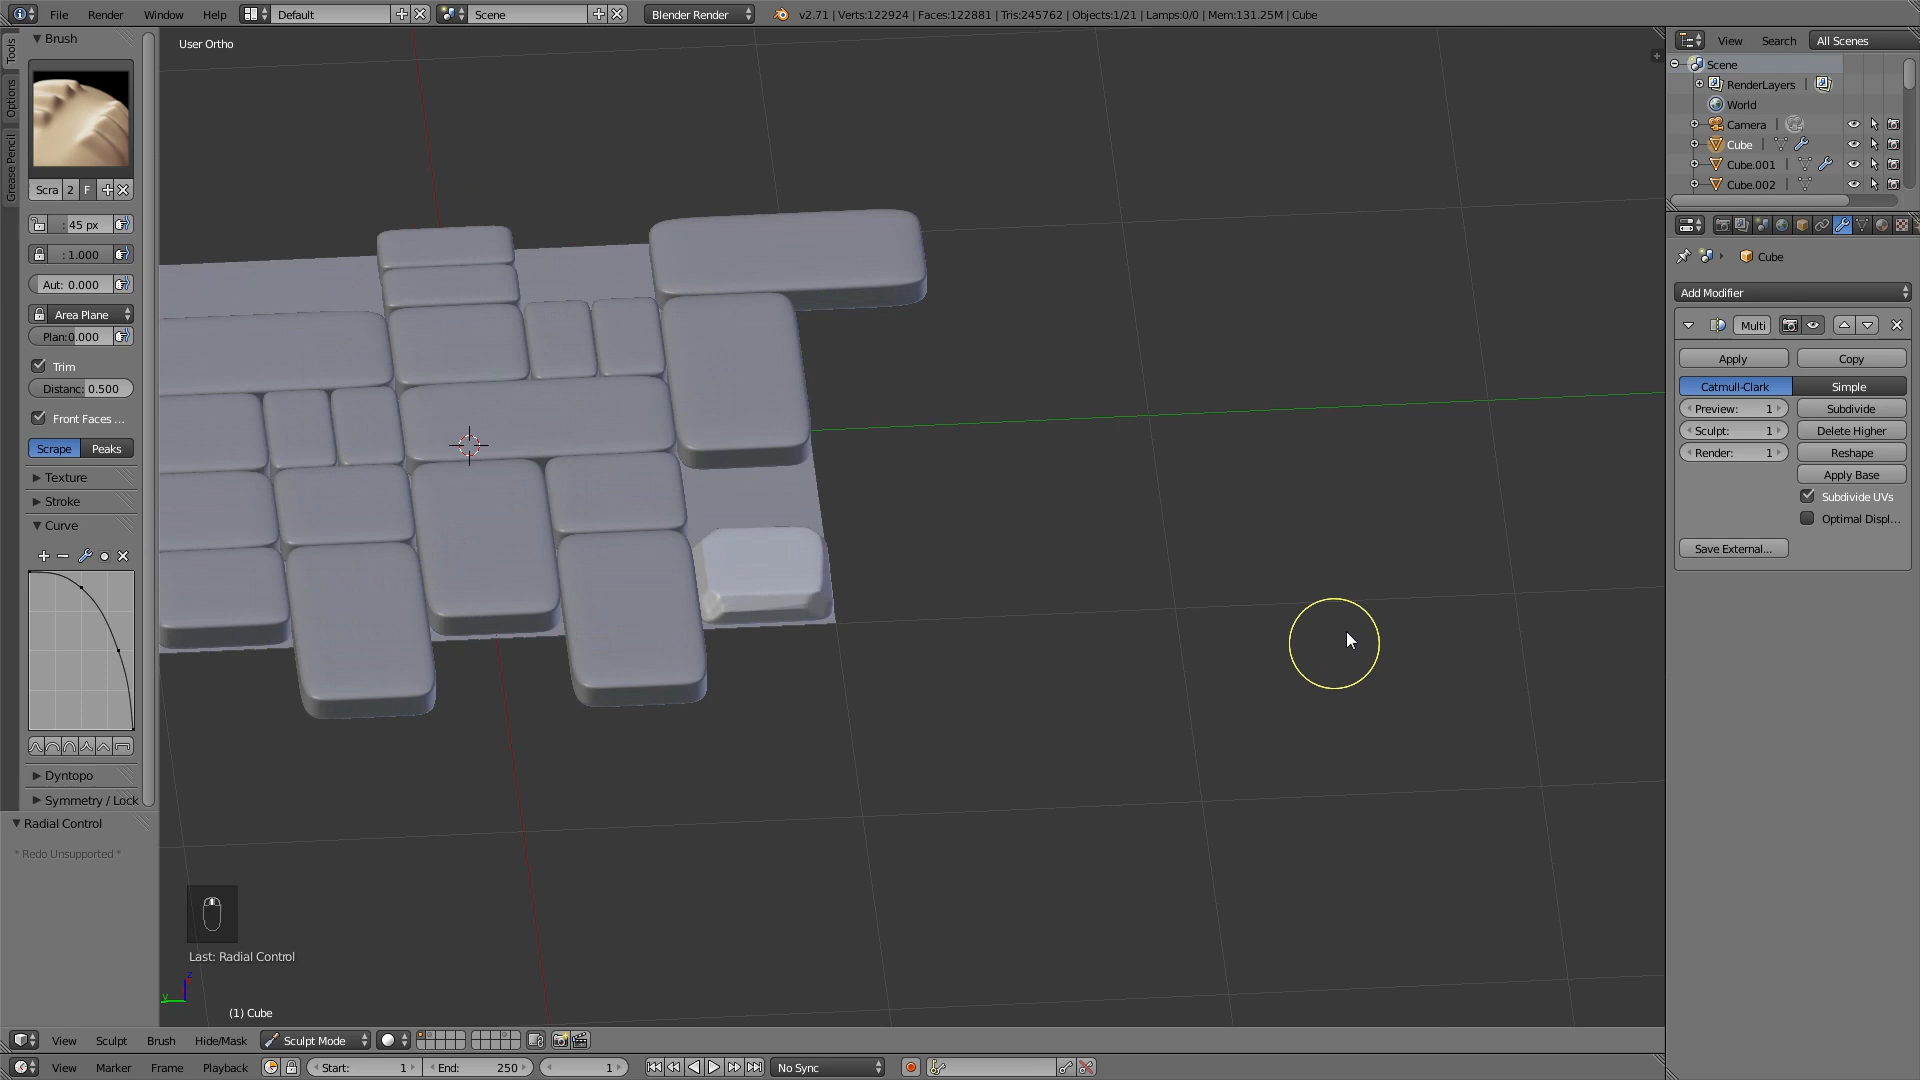 File Render Window Help Default Scene Blender Render v2.71 | Verts:122924 | Faces:122881 | Tris:245762 | Objects:1/21 | Lamps:0/0 | Mem:131.25M | Cube
Tools
Options
Grease Pencil
Brush
Scra 2 F
: 45 px
: 1.000
Aut: 0.000
Area Plane
Plan:0.000
Trim
Distanc: 0.500
Front Faces ...
Scrape Peaks
Texture
Stroke
Curve
Dyntopo
Symmetry / Lock
Radial Control
* Redo Unsupported *
User Ortho
Last: Radial Control
z
y
(1) Cube
View Search All Scenes
Scene
RenderLayers |
World
Camera |
Cube |
Cube.001 |
Cube.002 |
Cube
Add Modifier
Multi
Apply Copy
Catmull-Clark Simple
Preview: 1 Subdivide
Sculpt: 1 Delete Higher
Render: 1 Reshape
Apply Base
Subdivide UVs
Optimal Displ...
Save External...
View Sculpt Brush Hide/Mask Sculpt Mode
View Marker Frame Playback Start: 1 End: 250 1 No Sync